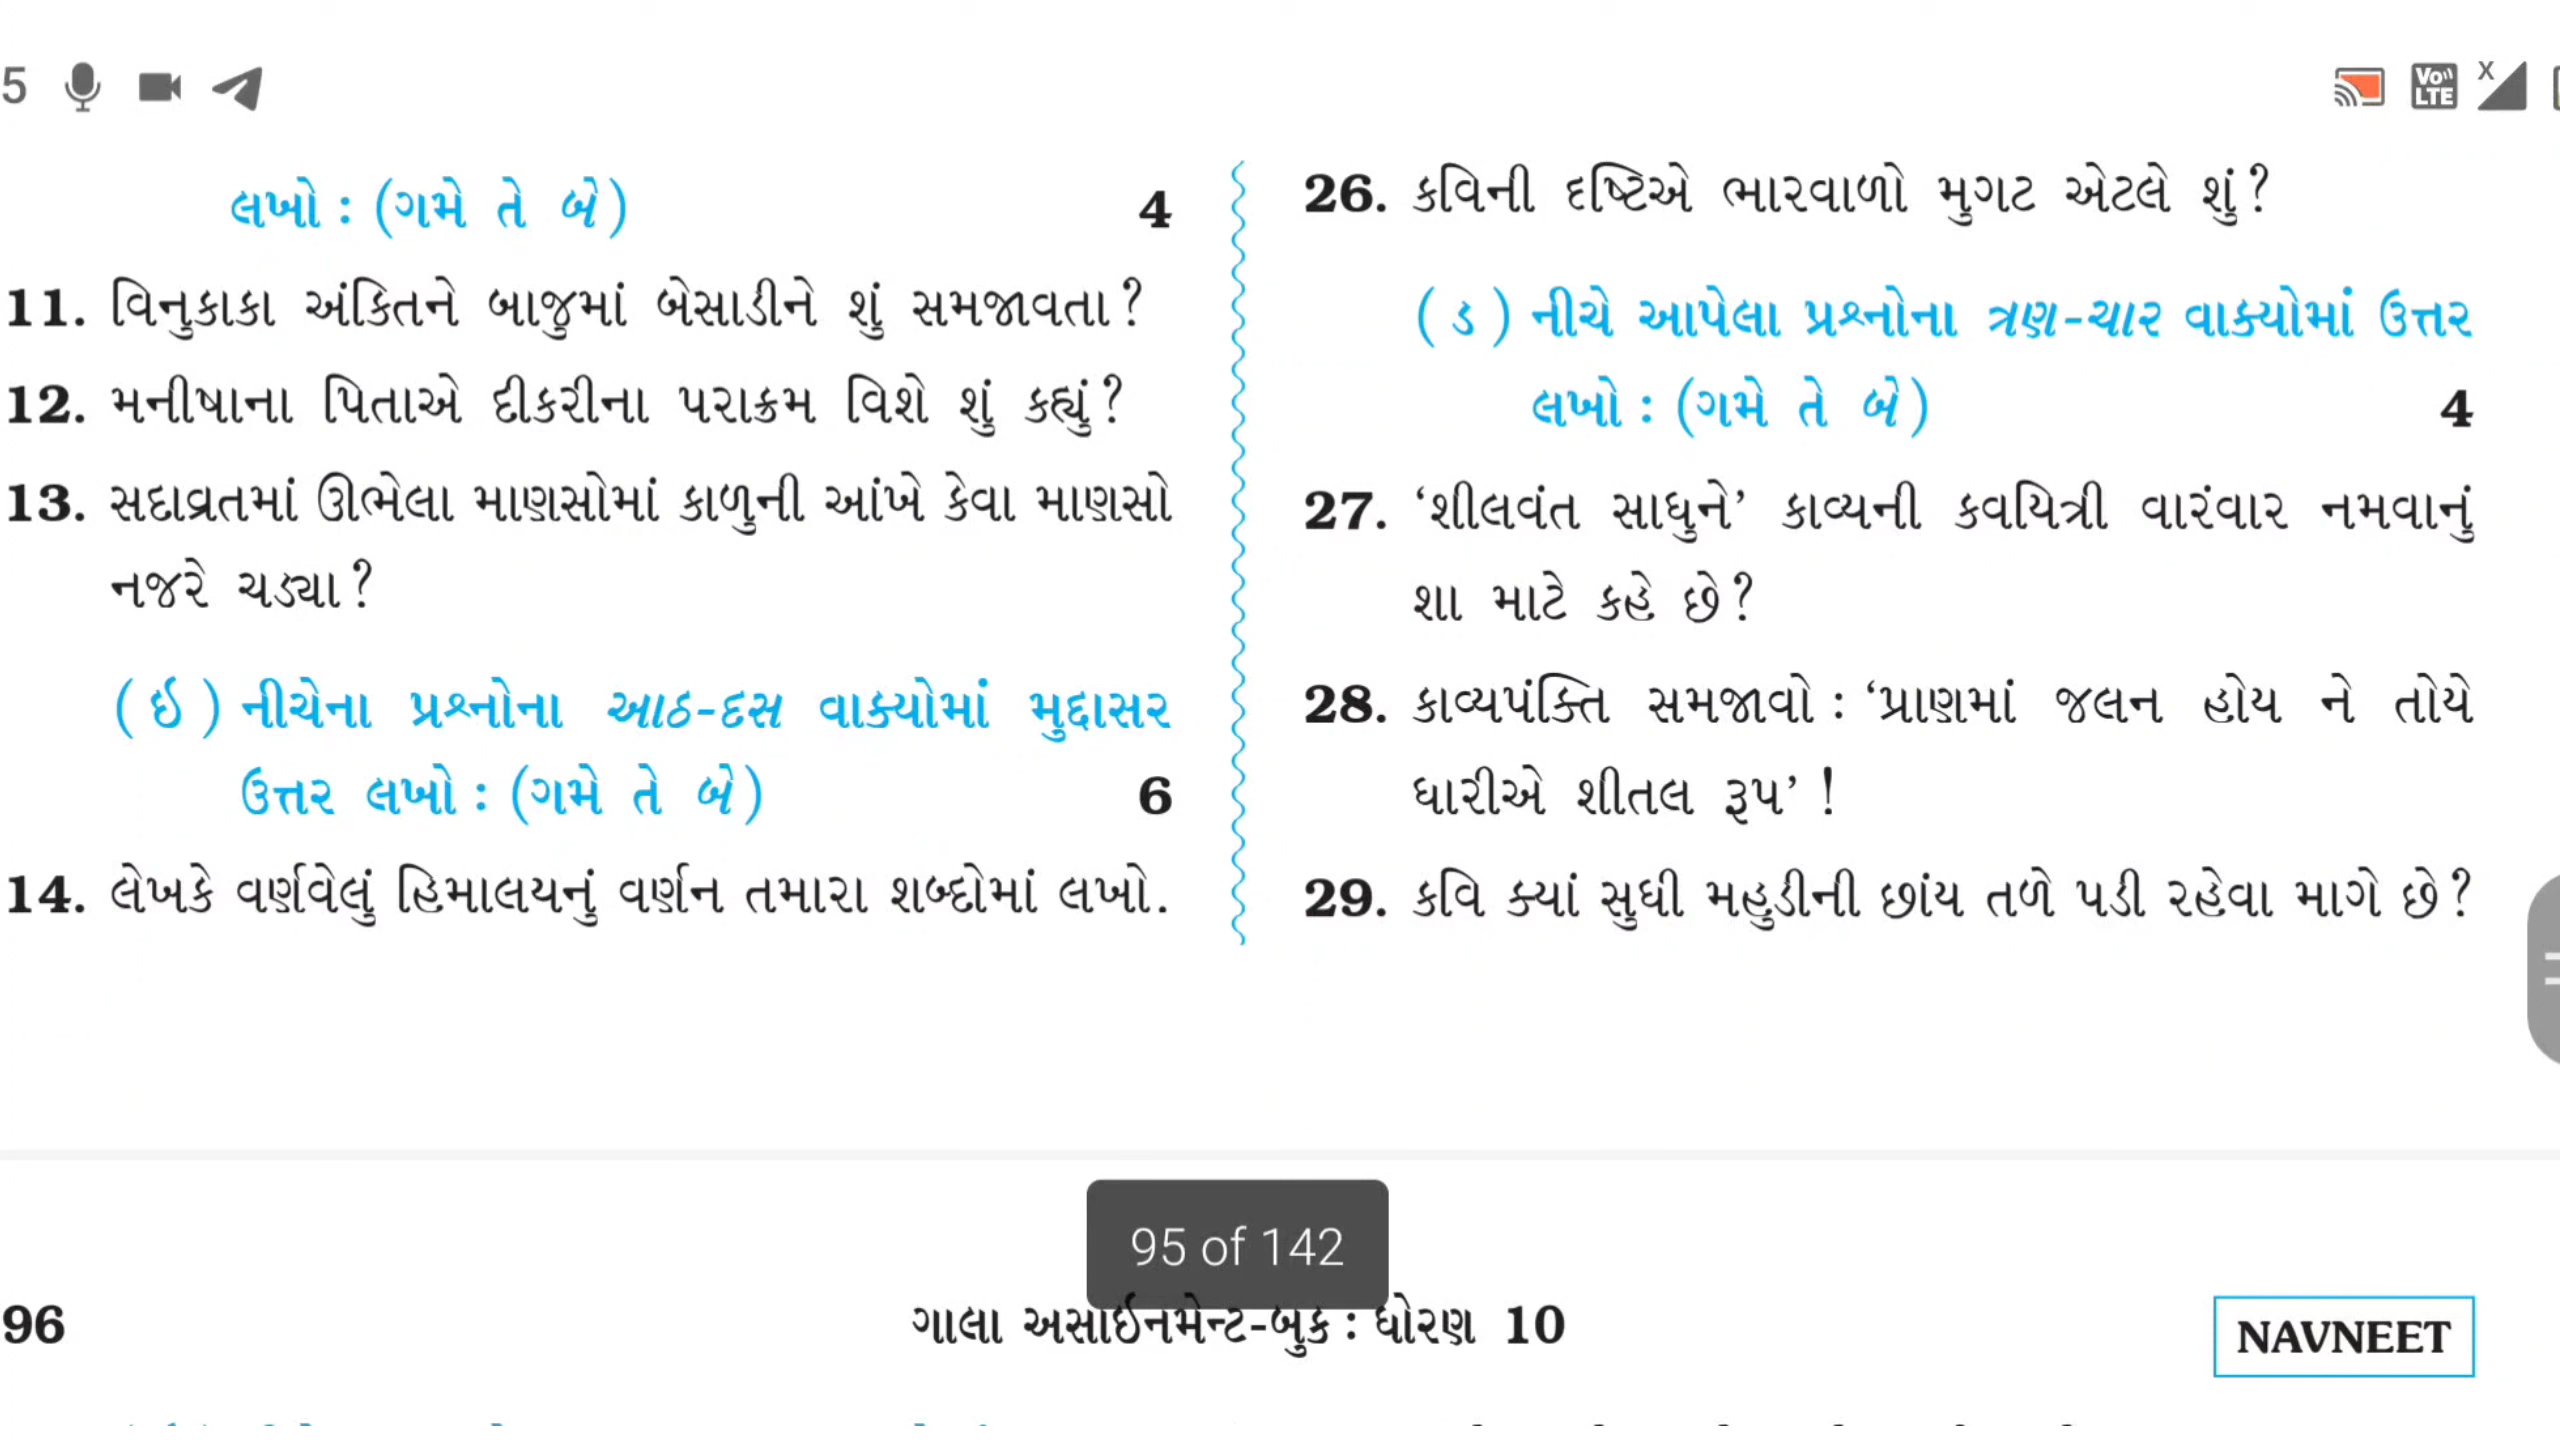 5
VoLTE
x
લખો : (ગમે તે બે) 4
11. વિનુકાકા અંકિતને બાજુમાં બેસાડીને શું સમજાવતા?
12. મનીષાના પિતાએ દીકરીના પરાક્રમ વિશે શું કહ્યું?
13. સદાવ્રતમાં ઊભેલા માણસોમાં કાળુની આંખે કેવા માણસો
નજરે ચડ્યા?
(ઇ) નીચેના પ્રશ્નોના આઠ-દસ વાક્યોમાં મુદ્દાસર
ઉત્તર લખો : (ગમે તે બે) 6
14. લેખકે વર્ણવેલું હિમાલયનું વર્ણન તમારા શબ્દોમાં લખો.
26. કવિની દૃષ્ટિએ ભારવાળો મુગટ એટલે શું?
(ડ) નીચે આપેલા પ્રશ્નોના ત્રણ-ચાર વાક્યોમાં ઉત્તર
લખો : (ગમે તે બે) 4
27. ‘શીલવંત સાધુને’ કાવ્યની કવયિત્રી વારંવાર નમવાનું
શા માટે કહે છે?
28. કાવ્યપંક્તિ સમજાવો : ‘પ્રાણમાં જલન હોય ને તોયે
ધારીએ શીતલ રૂપ’ !
29. કવિ ક્યાં સુધી મહુડીની છાંય તળે પડી રહેવા માગે છે?
95 of 142
96
ગાલા અસાઈનમેન્ટ-બુક : ધોરણ 10
NAVNEET